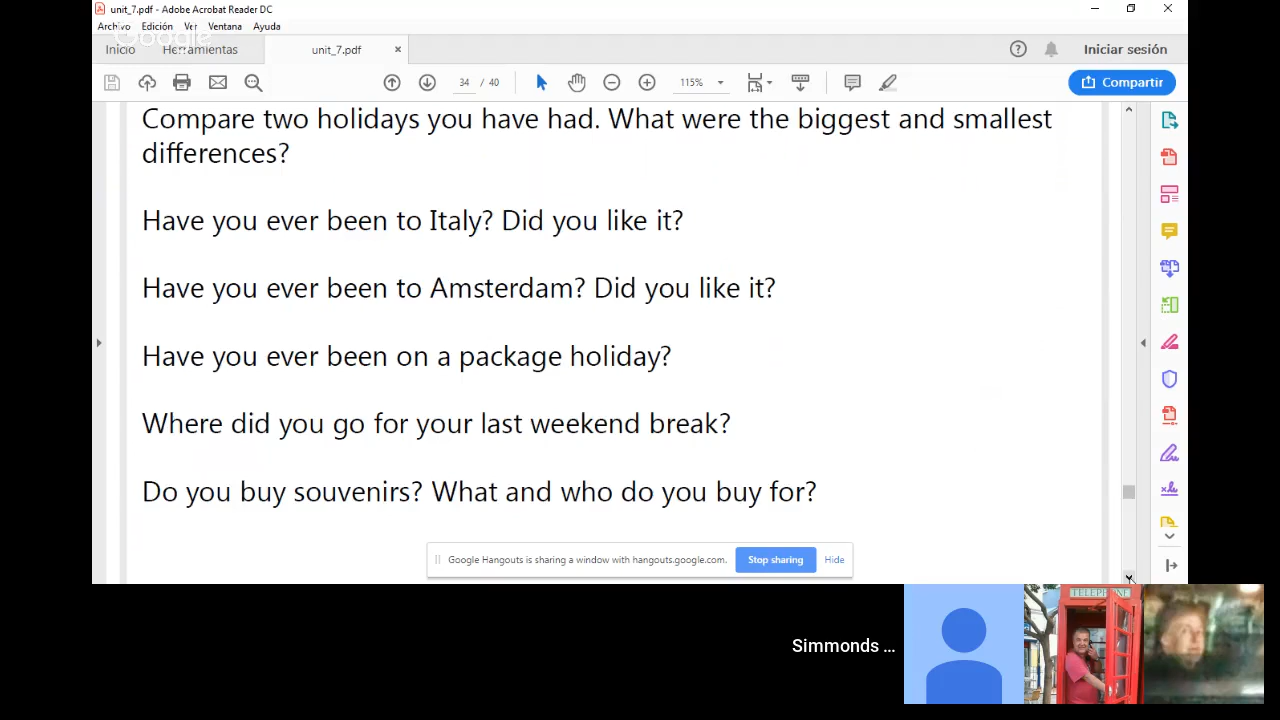 unit_7.pdf - Adobe Acrobat Reader DC
Archivo Edición Ver Ventana Ayuda
Google
Inicio Herramientas unit_7.pdf Iniciar sesión
34 / 40 115% Compartir
Compare two holidays you have had. What were the biggest and smallest
differences?
Have you ever been to Italy? Did you like it?
Have you ever been to Amsterdam? Did you like it?
Have you ever been on a package holiday?
Where did you go for your last weekend break?
Do you buy souvenirs? What and who do you buy for?
Google Hangouts is sharing a window with hangouts.google.com. Stop sharing Hide
TELEPHONE
Simmonds ...